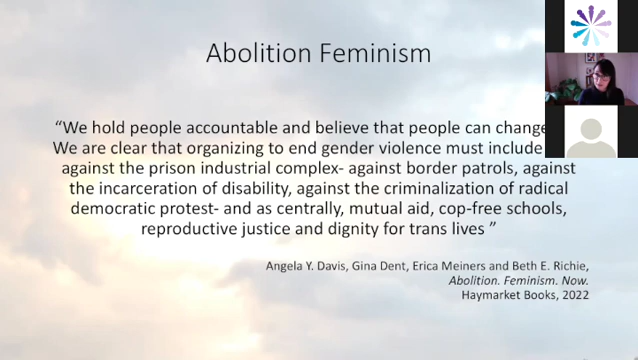 Abolition Feminism
“We hold people accountable and believe that people can change
We are clear that organizing to end gender violence must include
against the prison industrial complex- against border patrols, against
the incarceration of disability, against the criminalization of radical
democratic protest- and as centrally, mutual aid, cop-free schools,
reproductive justice and dignity for trans lives ”
Angela Y. Davis, Gina Dent, Erica Meiners and Beth E. Richie,
Abolition. Feminism. Now.
Haymarket Books, 2022